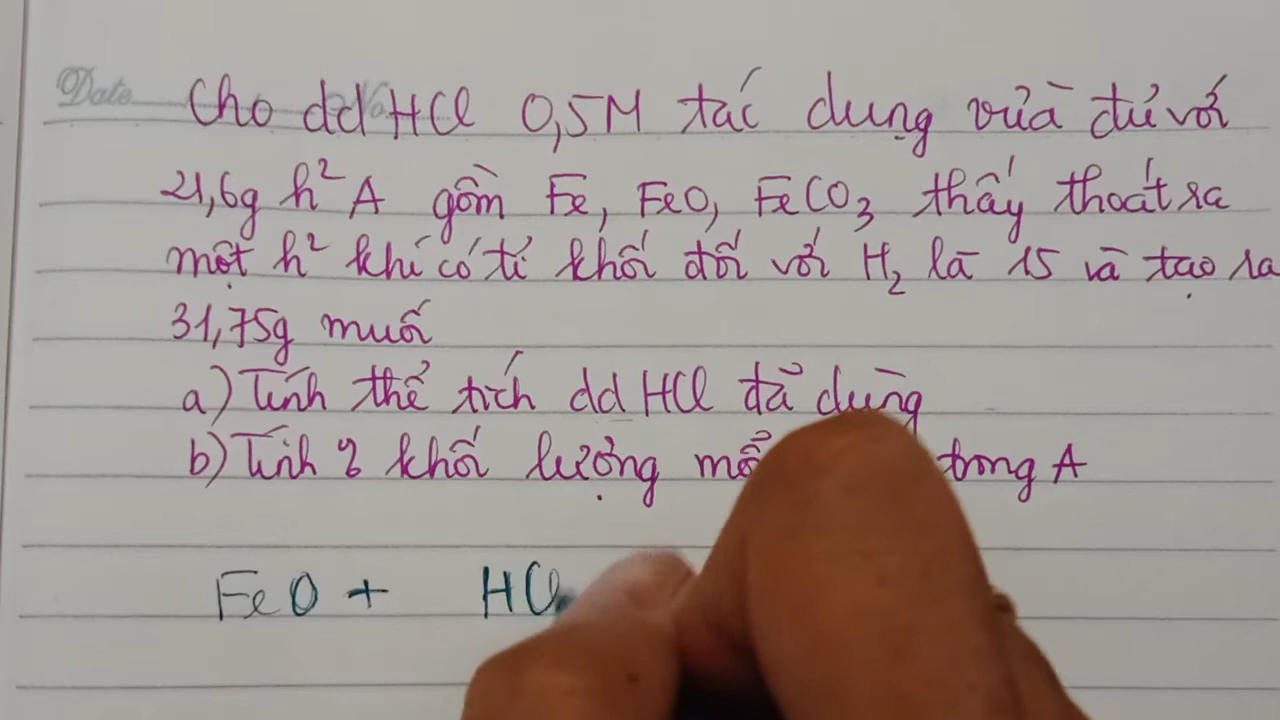 Date
Cho dd HCl 0,5M tác dụng vừa đủ với
21,6g h² A gồm Fe, FeO, FeCO₃ thấy thoát ra
một h² khí có tỉ khối đối với H₂ là 15 và tạo ra
31,75g muối
a) Tính thể tích dd HCl đã dùng
b) Tính % khối lượng trong A
FeO + HCl